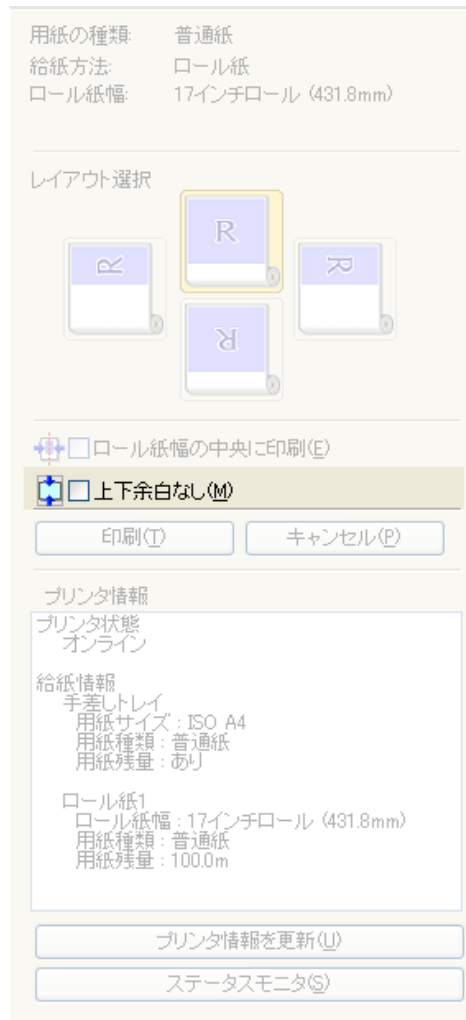 用紙の種類: 普通紙
給紙方法: ロール紙
ロール紙幅: 17インチロール (431.8mm)
レイアウト選択
R
R
R
R
ロール紙幅の中央に印刷(E)
上下余白なし(M)
印刷(T) キャンセル(P)
プリンタ情報
プリンタ状態
オンライン
給紙情報
手差しトレイ
用紙サイズ : ISO A4
用紙種類 : 普通紙
用紙残量 : あり
ロール紙1
ロール紙幅 : 17インチロール (431.8mm)
用紙種類 : 普通紙
用紙残量 : 100.0m
プリンタ情報を更新(U)
ステータスモニタ(S)